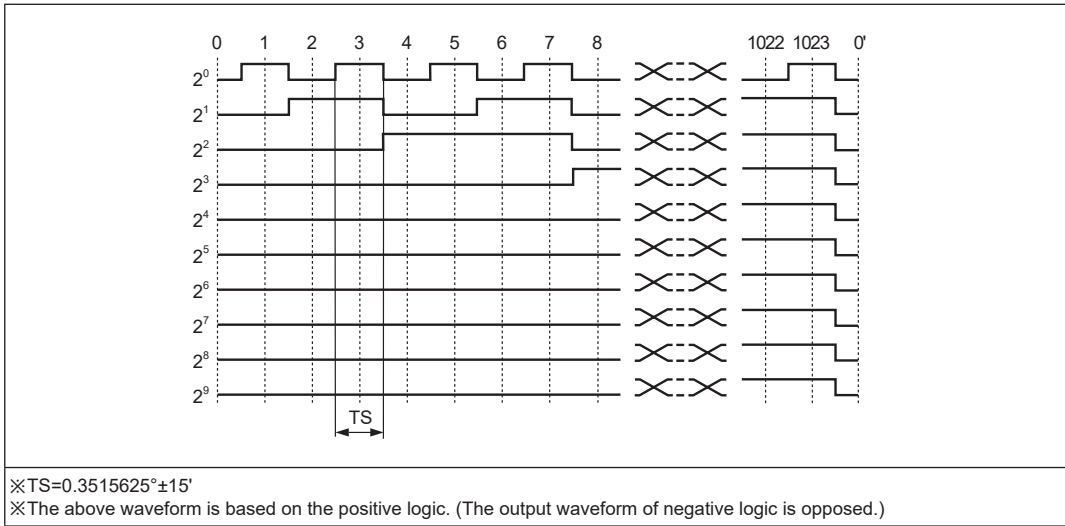 0 1 2 3 4 5 6 7 8 1022 1023 0'
2⁰
2¹
2²
2³
2⁴
2⁵
2⁶
2⁷
2⁸
2⁹
TS
※TS=0.3515625°±15'
※The above waveform is based on the positive logic. (The output waveform of negative logic is opposed.)